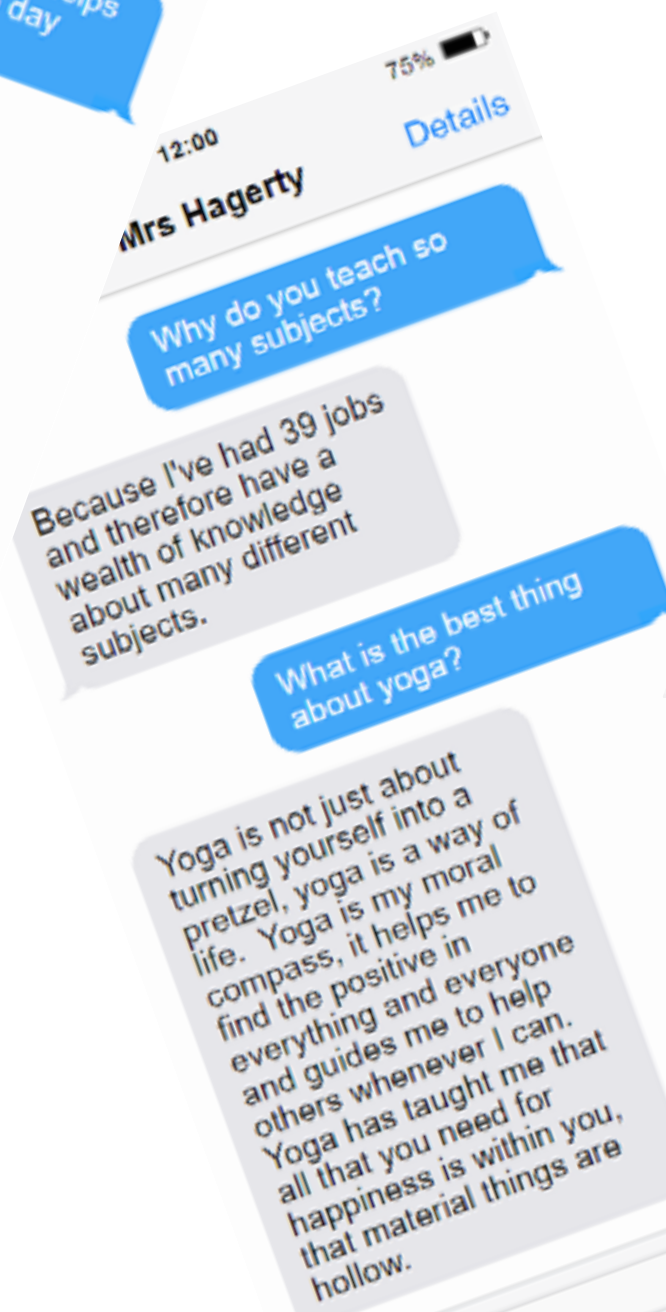 day
75%
12:00
Details
Mrs Hagerty
Why do you teach so
many subjects?
Because I've had 39 jobs
and therefore have a
wealth of knowledge
about many different
subjects.
What is the best thing
about yoga?
Yoga is not just about
turning yourself into a
pretzel, yoga is a way of
life. Yoga is my moral
compass, it helps me to
find the positive in
everything and everyone
and guides me to help
others whenever I can.
Yoga has taught me that
all that you need for
happiness is within you,
that material things are
hollow.